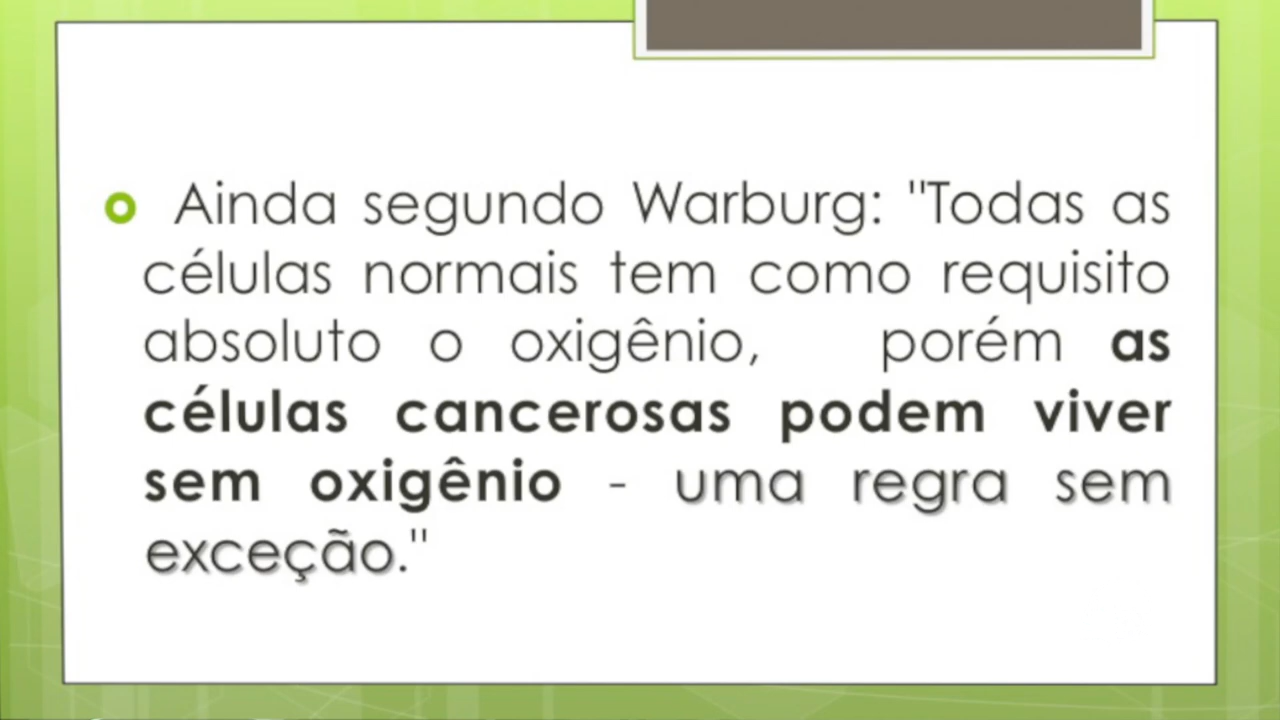 Ainda segundo Warburg: "Todas as
células normais tem como requisito
absoluto o oxigênio, porém as
células cancerosas podem viver
sem oxigênio - uma regra sem
exceção."